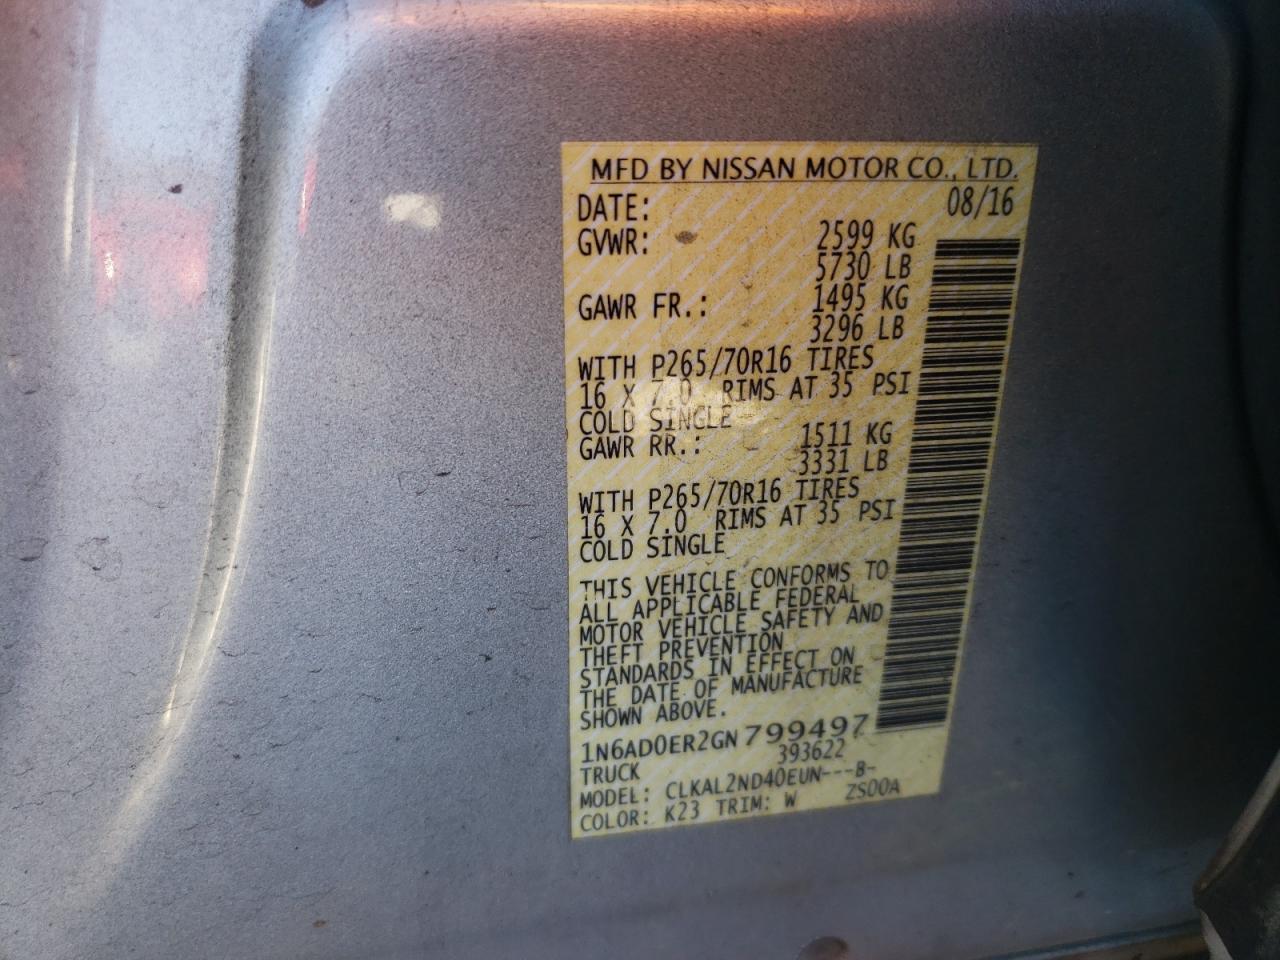 MFD BY NISSAN MOTOR CO., LTD.
DATE: 08/16
GVWR: 2599 KG
5730 LB
GAWR FR.: 1495 KG
3296 LB
WITH P265/70R16 TIRES
16 X 7.0 RIMS AT 35 PSI
COLD SINGLE
GAWR RR.: 1511 KG
3331 LB
WITH P265/70R16 TIRES
16 X 7.0 RIMS AT 35 PSI
COLD SINGLE
THIS VEHICLE CONFORMS TO
ALL APPLICABLE FEDERAL
MOTOR VEHICLE SAFETY AND
THEFT PREVENTION
STANDARDS IN EFFECT ON
THE DATE OF MANUFACTURE
SHOWN ABOVE.
1N6AD0ER2GN799497
TRUCK 393622
MODEL: CLKAL2ND40EUN---B-
COLOR: K23 TRIM: W ZS00A